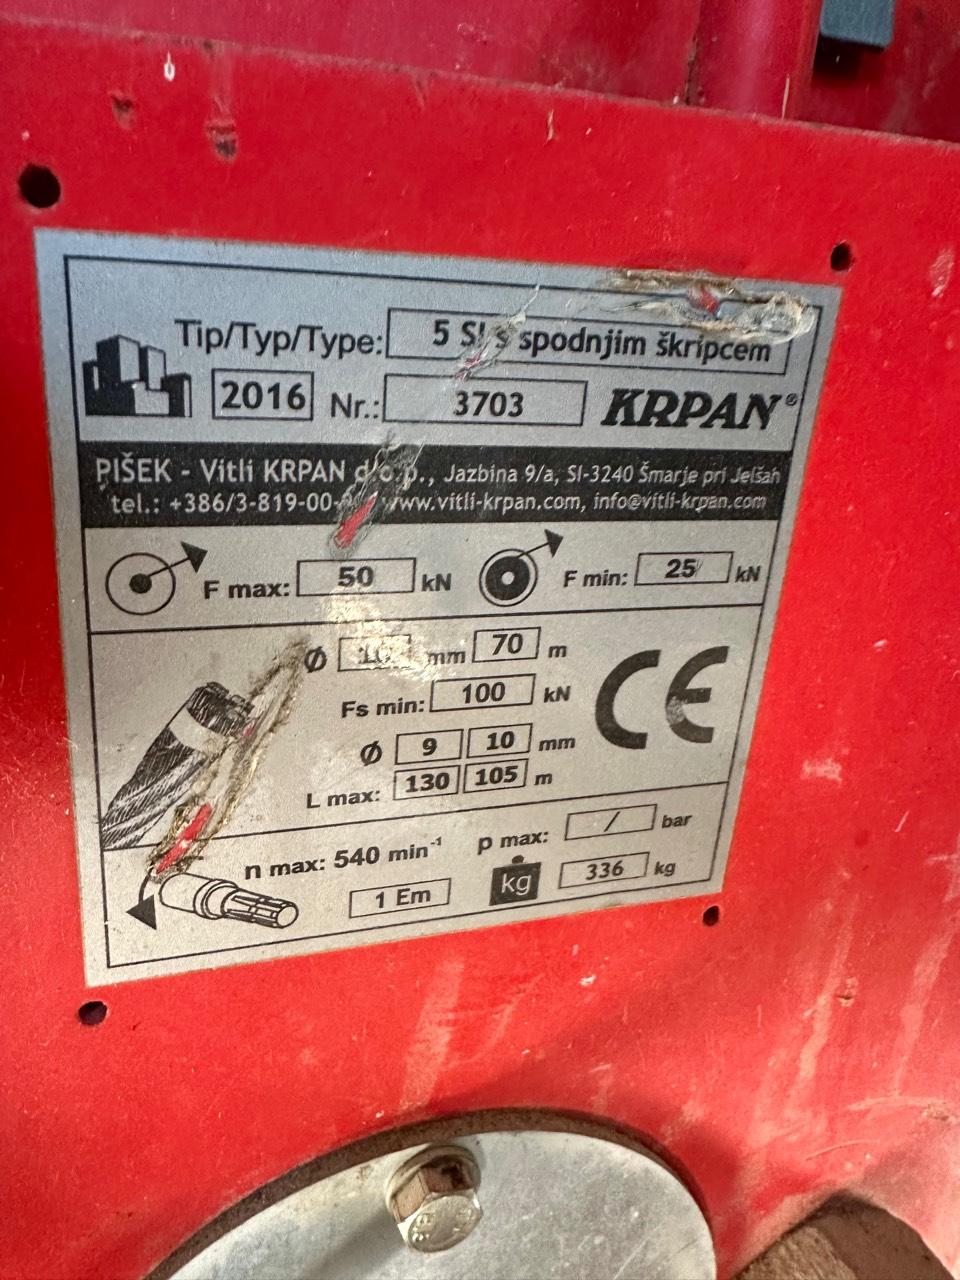 Tip/Typ/Type: 5 SI s spodnjim škripcem
2016 Nr.: 3703 KRPAN®
PIŠEK - Vitli KRPAN d.o.p., Jazbina 9/a, SI-3240 Šmarje pri Jelšah
tel.: +386/3-819-00- www.vitli-krpan.com, info@vitli-krpan.com
F max: 50 kN F min: 25 kN
Ø 10 mm 70 m
Fs min: 100 kN CE
Ø 9 10 mm
L max: 130 105 m
n max: 540 min⁻¹ p max: / bar
1 Em kg 336 kg